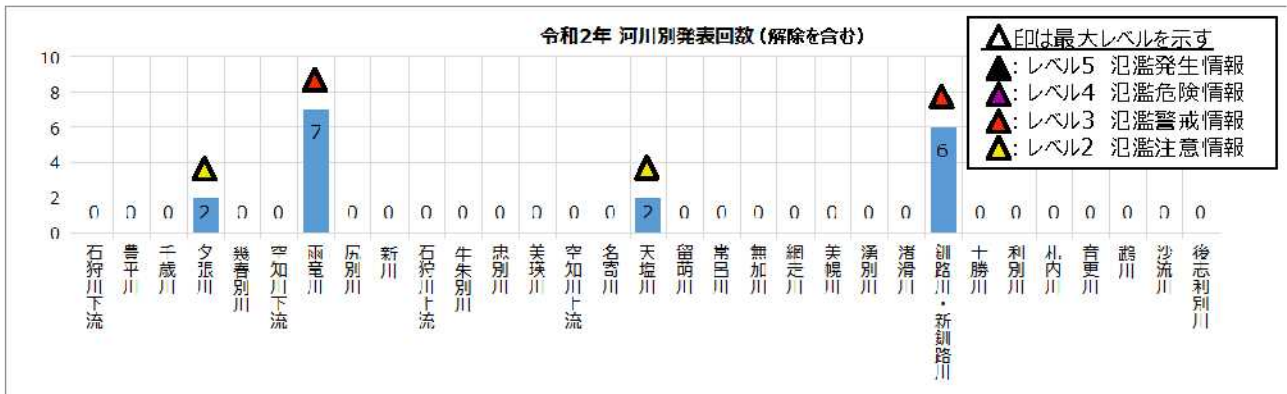 令和2年 河川別発表回数（解除を含む）
△印は最大レベルを示す
▲：レベル5 氾濫発生情報
▲：レベル4 氾濫危険情報
▲：レベル3 氾濫警戒情報
▲：レベル2 氾濫注意情報
10
8
6
4
2
0
0 0 0 2 0 0 7 0 0 0 0 0 0 0 0 2 0 0 0 0 0 0 0 6 0 0 0 0 0 0 0
石狩川下流
豊平川
千歳川
夕張川
幾春別川
空知川下流
雨竜川
尻別川
新川
石狩川上流
牛朱別川
忠別川
美瑛川
空知川上流
名寄川
天塩川
留萌川
常呂川
無加川
網走川
美幌川
湧別川
渚滑川
釧路川・新釧路川
十勝川
利別川
札内川
音更川
鵡川
沙流川
後志利別川